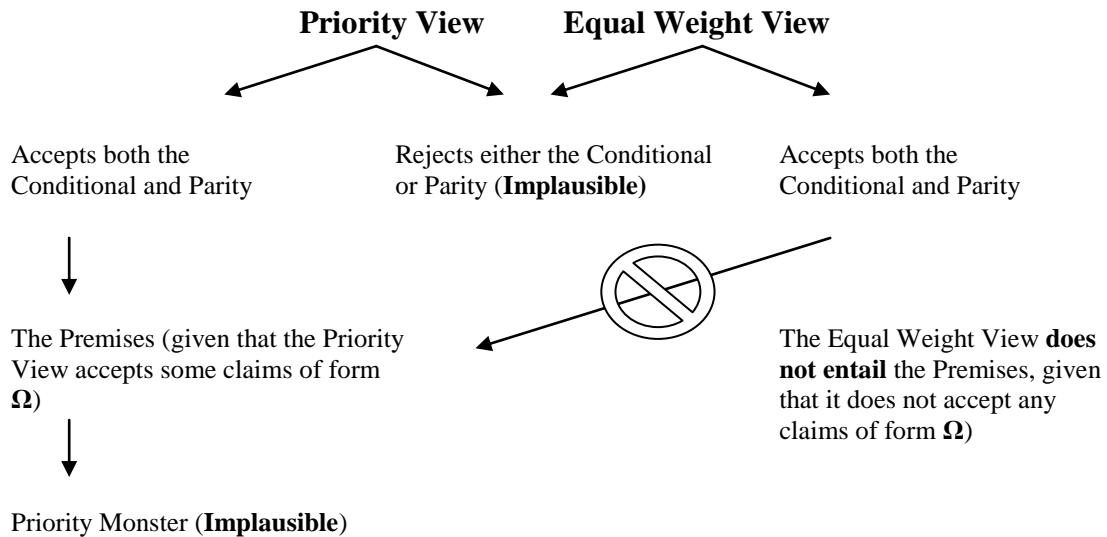 Priority View Equal Weight View
Accepts both the
Conditional and Parity
Rejects either the Conditional
or Parity (Implausible)
Accepts both the
Conditional and Parity
The Premises (given that the Priority
View accepts some claims of form
Ω)
The Equal Weight View does
not entail the Premises, given
that it does not accept any
claims of form Ω)
Priority Monster (Implausible)